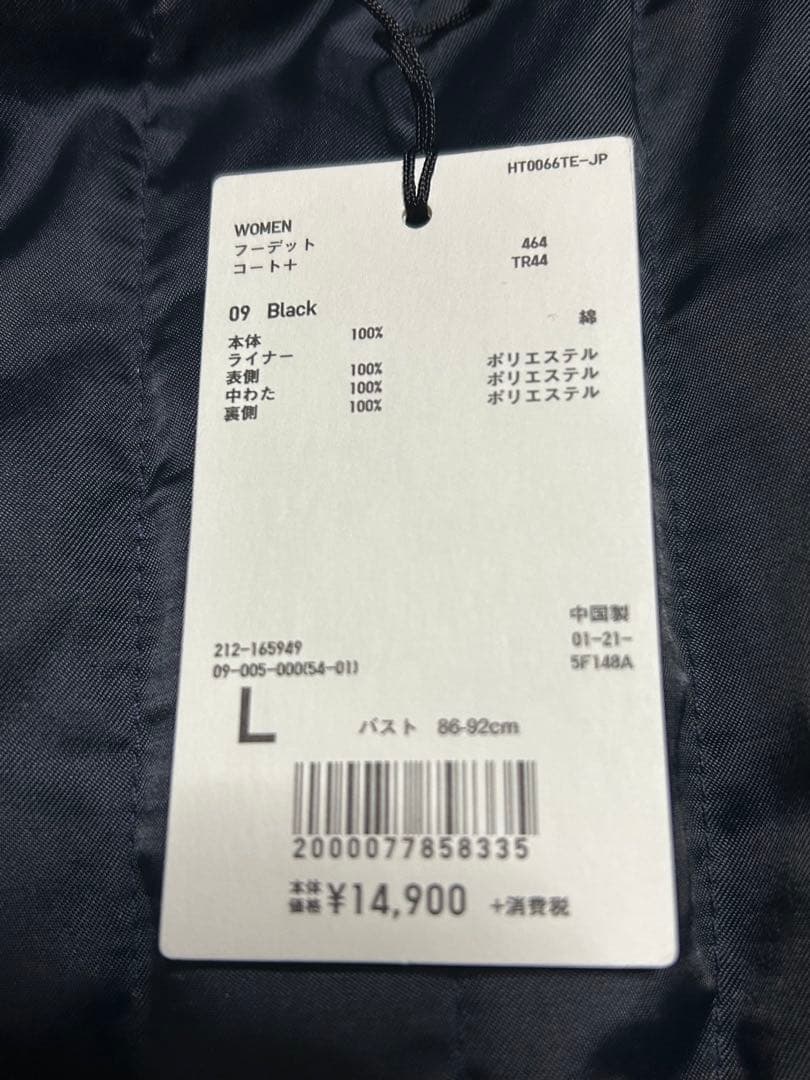 HT0066TE-JP
WOMEN
フーデット 464
コート+ TR44
09 Black
本体 100% 綿
ライナー
表側 100% ポリエステル
中わた 100% ポリエステル
裏側 100% ポリエステル
中国製
212-165949 01-21-
09-005-000(54-01) 5F148A
L バスト 86-92cm
2000077858335
本体価格 ¥14,900 +消費税